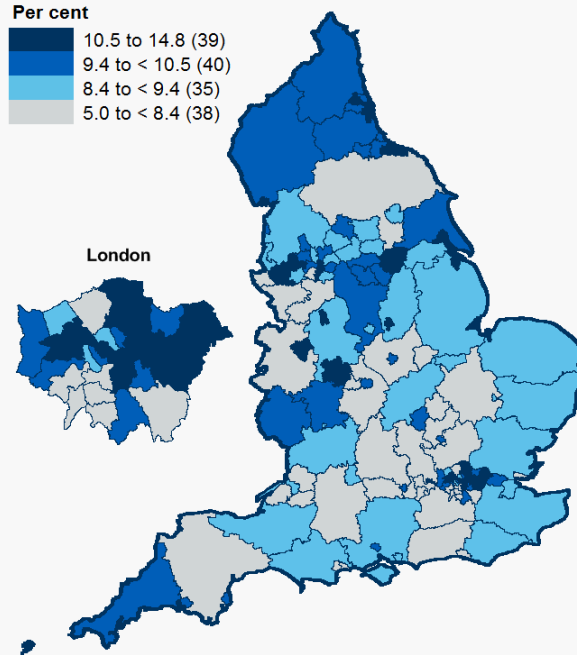 Per cent
10.5 to 14.8 (39)
9.4 to < 10.5 (40)
8.4 to < 9.4 (35)
5.0 to < 8.4 (38)
London